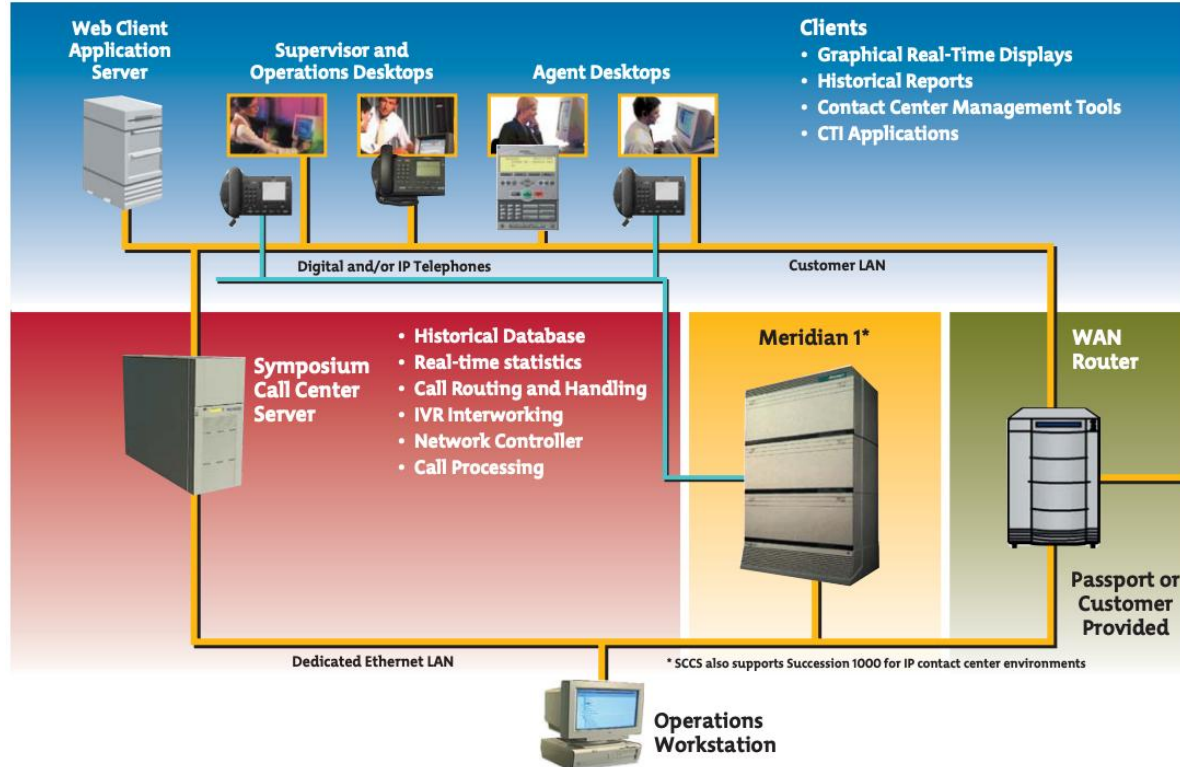 Web Client
Application
Server
Supervisor and
Operations Desktops
Agent Desktops
Clients
• Graphical Real-Time Displays
• Historical Reports
• Contact Center Management Tools
• CTI Applications
Digital and/or IP Telephones
Customer LAN
Symposium
Call Center
Server
• Historical Database
• Real-time statistics
• Call Routing and Handling
• IVR Interworking
• Network Controller
• Call Processing
Meridian 1*
WAN
Router
Passport or
Customer
Provided
Dedicated Ethernet LAN
* SCCS also supports Succession 1000 for IP contact center environments
Operations
Workstation